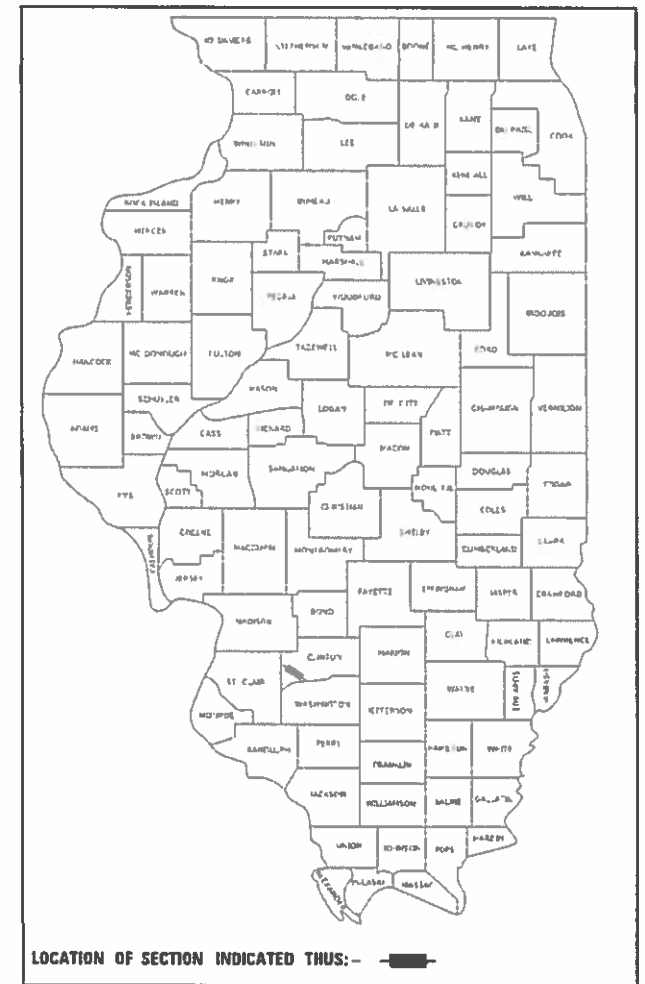 JO DAVIESS STEPHENSON WINNEBAGO BOONE MC HENRY LAKE
CARROLL OGLE
DE KALB KANE DU PAGE COOK
WHITESIDE LEE
KENDALL WILL
ROCK ISLAND HENRY BUREAU LA SALLE
GRUNDY
MERCER PUTNAM
STARK MARSHALL KANKAKEE
HENDERSON WARREN KNOX PEORIA WOODFORD LIVINGSTON
IROQUOIS
HANCOCK MC DONOUGH FULTON TAZEWELL MC LEAN FORD
MASON
SCHUYLER LOGAN DE WITT CHAMPAIGN VERMILION
ADAMS BROWN CASS MENARD PIATT
MACON
MORGAN SANGAMON DOUGLAS
PIKE SCOTT MOULTRIE EDGAR
CHRISTIAN COLES
GREENE SHELBY
CALHOUN MACOUPIN MONTGOMERY CUMBERLAND CLARK
JERSEY
FAYETTE EFFINGHAM JASPER CRAWFORD
MADISON BOND
CLAY RICHLAND LAWRENCE
CLINTON MARION
ST. CLAIR WAYNE EDWARDS WABASH
WASHINGTON JEFFERSON
MONROE
RANDOLPH PERRY HAMILTON WHITE
FRANKLIN
JACKSON WILLIAMSON SALINE GALLATIN
UNION JOHNSON POPE HARDIN
ALEXANDER PULASKI MASSAC
LOCATION OF SECTION INDICATED THUS:-